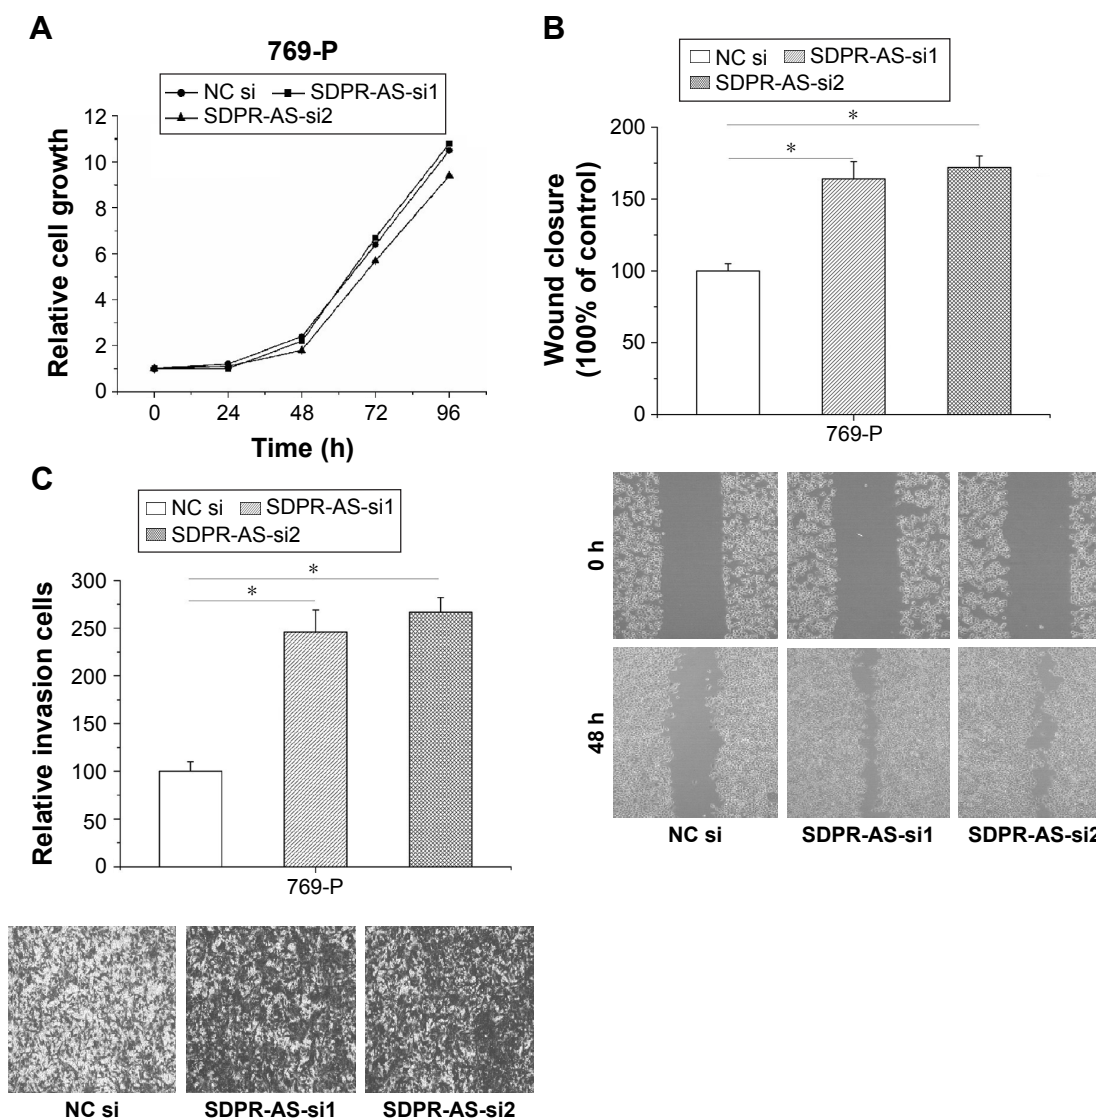 A
769-P
NC si SDPR-AS-si1
SDPR-AS-si2
12
10
8
6
4
2
0
Relative cell growth
0 24 48 72 96
Time (h)
B
NC si SDPR-AS-si1
SDPR-AS-si2
200
150
100
50
0
Wound closure
(100% of control)
*
*
769-P
0 h
48 h
NC si SDPR-AS-si1 SDPR-AS-si2
C
NC si SDPR-AS-si1
SDPR-AS-si2
300
250
200
150
100
50
0
Relative invasion cells
*
*
769-P
NC si SDPR-AS-si1 SDPR-AS-si2